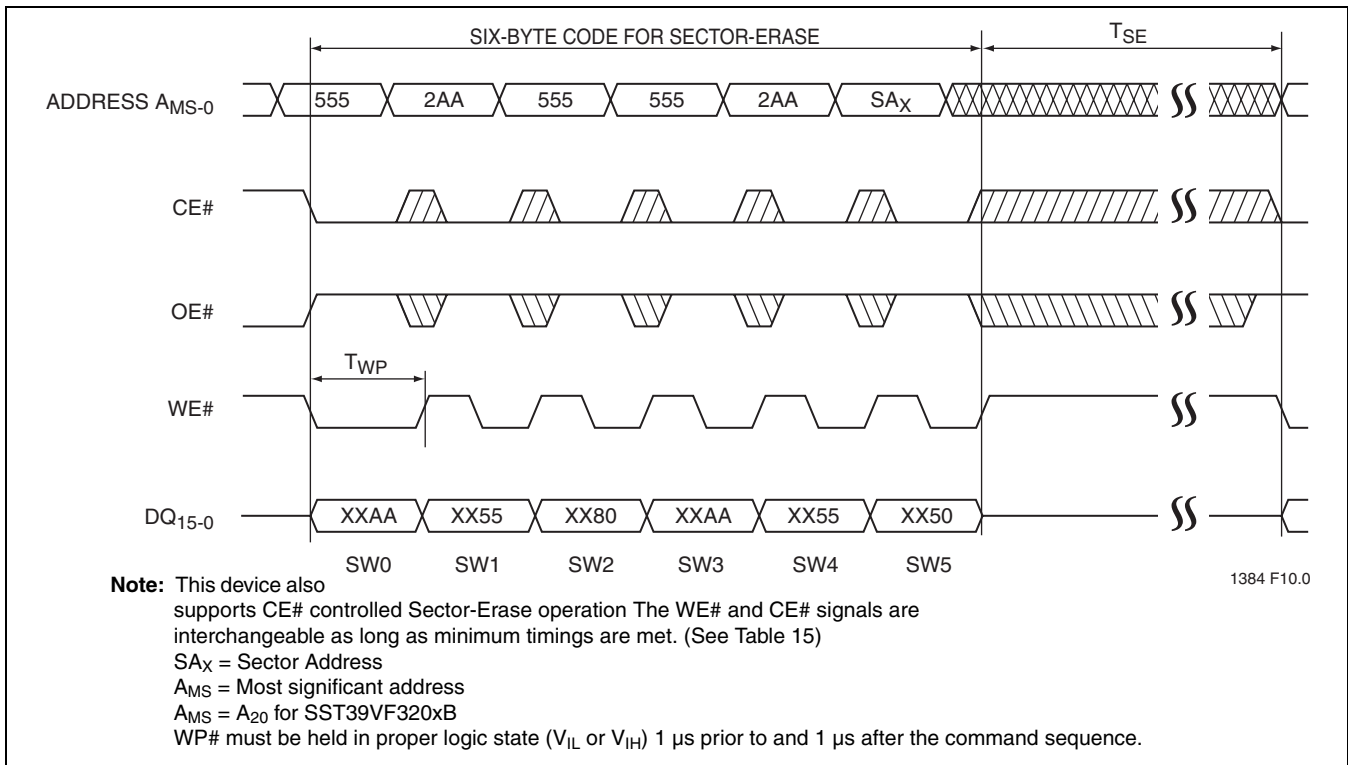 SIX-BYTE CODE FOR SECTOR-ERASE TSE
ADDRESS AMS-0 555 2AA 555 555 2AA SAX
CE#
OE#
TWP
WE#
DQ15-0 XXAA XX55 XX80 XXAA XX55 XX50
SW0 SW1 SW2 SW3 SW4 SW5
1384 F10.0
Note: This device also
supports CE# controlled Sector-Erase operation The WE# and CE# signals are
interchangeable as long as minimum timings are met. (See Table 15)
SAX = Sector Address
AMS = Most significant address
AMS = A20 for SST39VF320xB
WP# must be held in proper logic state (VIL or VIH) 1 µs prior to and 1 µs after the command sequence.